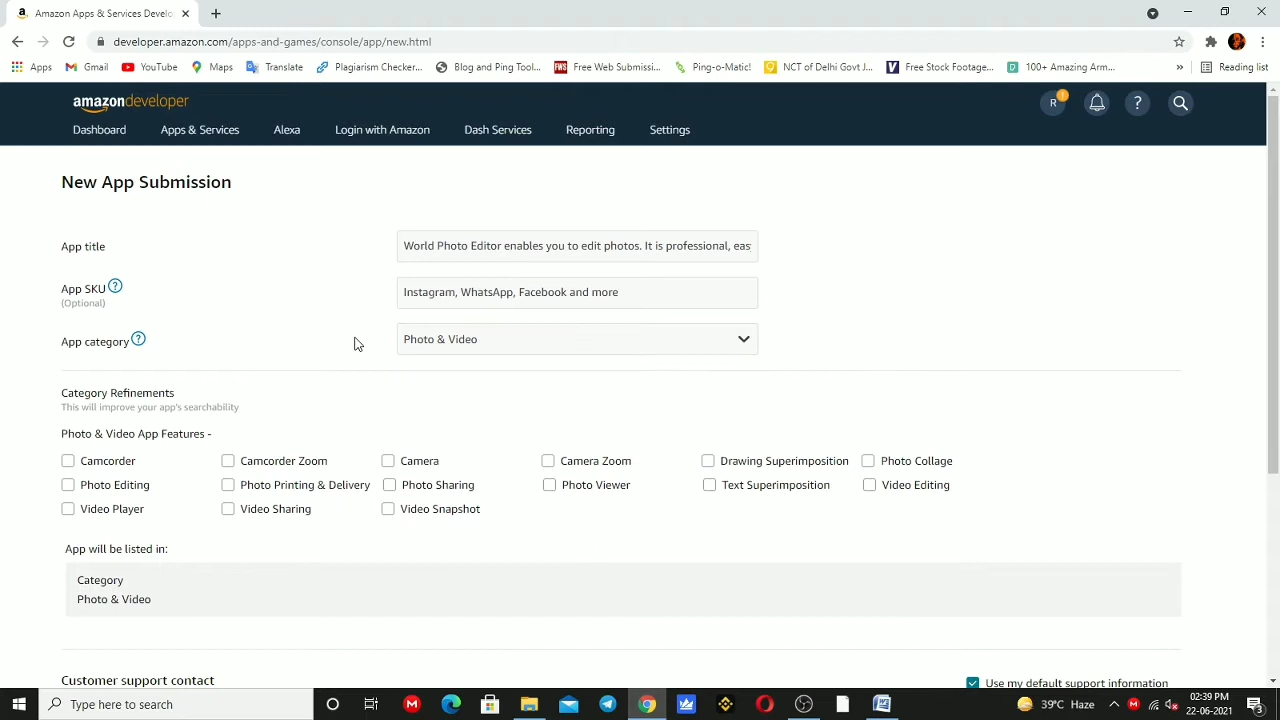 Amazon Apps & Services Develo
developer.amazon.com/apps-and-games/console/app/new.html
Apps Gmail YouTube Maps Translate Plagiarism Checker... Blog and Ping Tool... Free Web Submissi... Ping-o-Matic! NCT of Delhi Govt J... Free Stock Footage... 100+ Amazing Arm... » Reading list
amazondeveloper
R ! ?
Dashboard Apps & Services Alexa Login with Amazon Dash Services Reporting Settings
New App Submission
App title World Photo Editor enables you to edit photos. It is professional, eas
App SKU ? Instagram, WhatsApp, Facebook and more
(Optional)
App category ? Photo & Video
Category Refinements
This will improve your app's searchability
Photo & Video App Features -
Camcorder Camcorder Zoom Camera Camera Zoom Drawing Superimposition Photo Collage
Photo Editing Photo Printing & Delivery Photo Sharing Photo Viewer Text Superimposition Video Editing
Video Player Video Sharing Video Snapshot
App will be listed in:
Category
Photo & Video
Customer support contact Use my default support information
Type here to search 39°C Haze 02:39 PM
22-06-2021 3